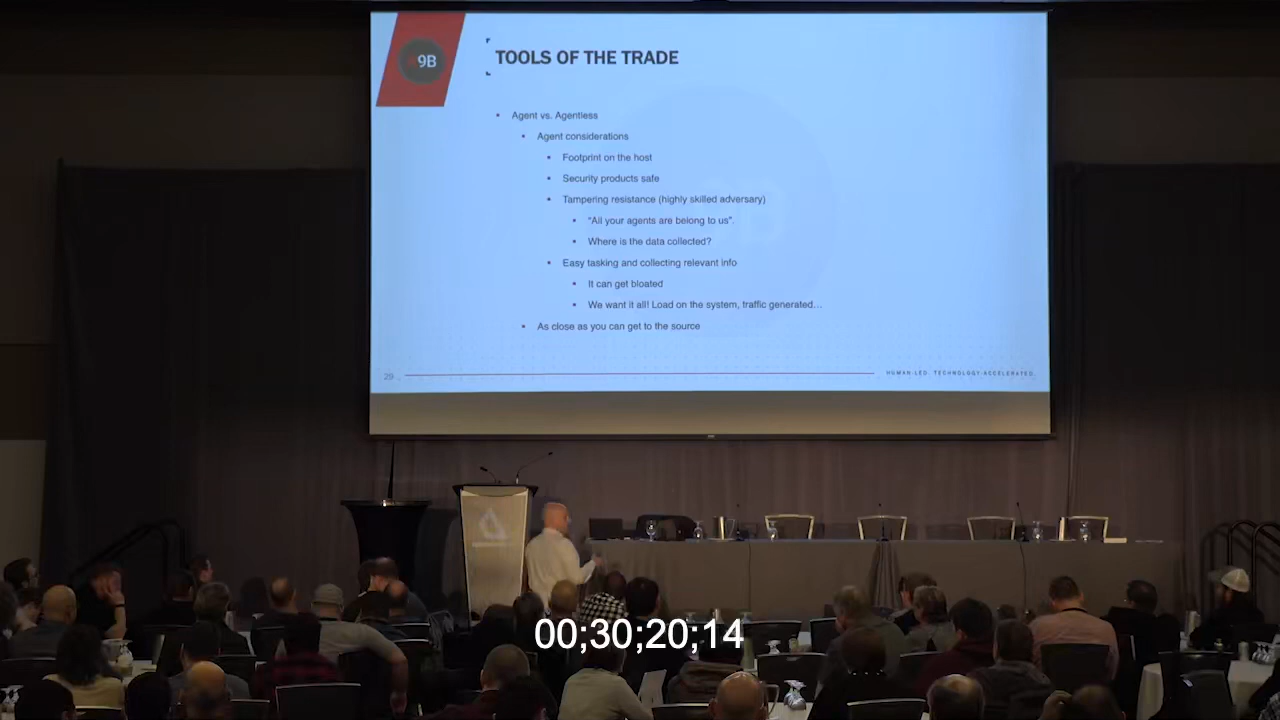 9B
TOOLS OF THE TRADE
• Agent vs. Agentless
• Agent considerations
• Footprint on the host
• Security products safe
• Tampering resistance (highly skilled adversary)
• “All your agents are belong to us”.
• Where is the data collected?
• Easy tasking and collecting relevant info
• It can get bloated
• We want it all! Load on the system, traffic generated…
• As close as you can get to the source
29
HUMAN-LED. TECHNOLOGY-ACCELERATED.
00;30;20;14